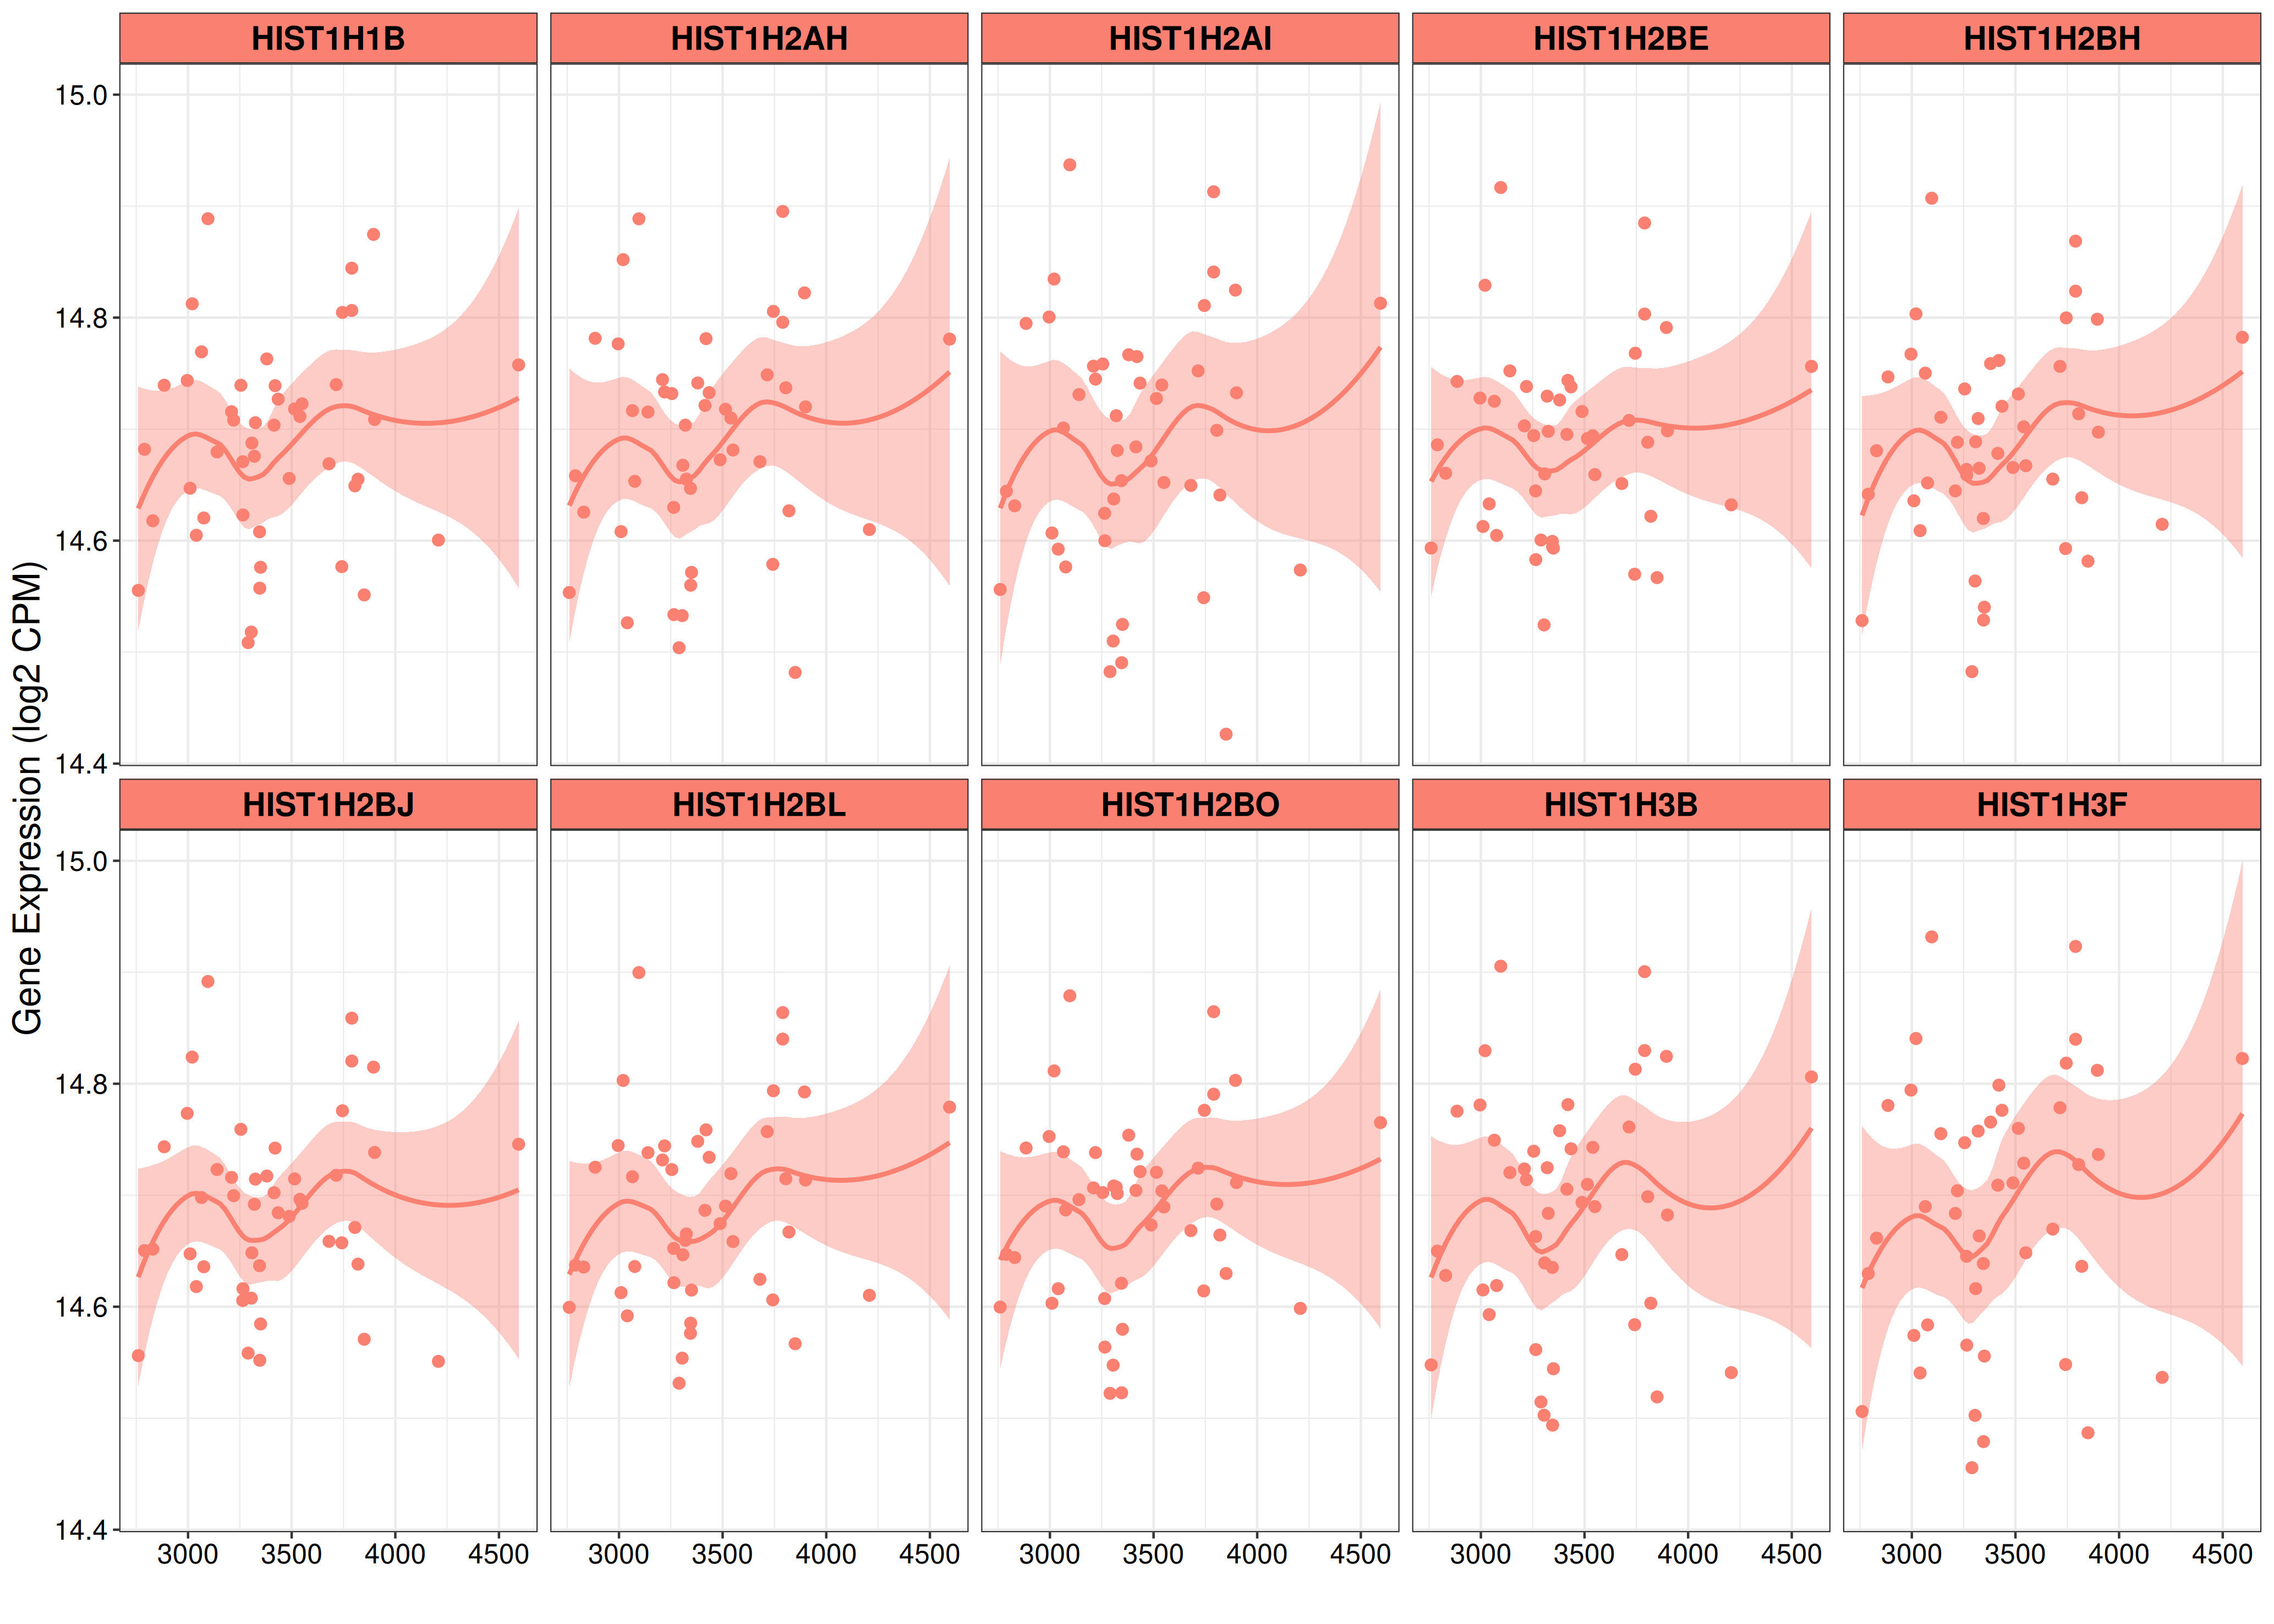 HIST1H1B HIST1H2AH HIST1H2AI HIST1H2BE HIST1H2BH
15.0
14.8
14.6
14.4
Gene Expression (log2 CPM)
HIST1H2BJ HIST1H2BL HIST1H2BO HIST1H3B HIST1H3F
15.0
14.8
14.6
14.4
3000 3500 4000 4500 3000 3500 4000 4500 3000 3500 4000 4500 3000 3500 4000 4500 3000 3500 4000 4500